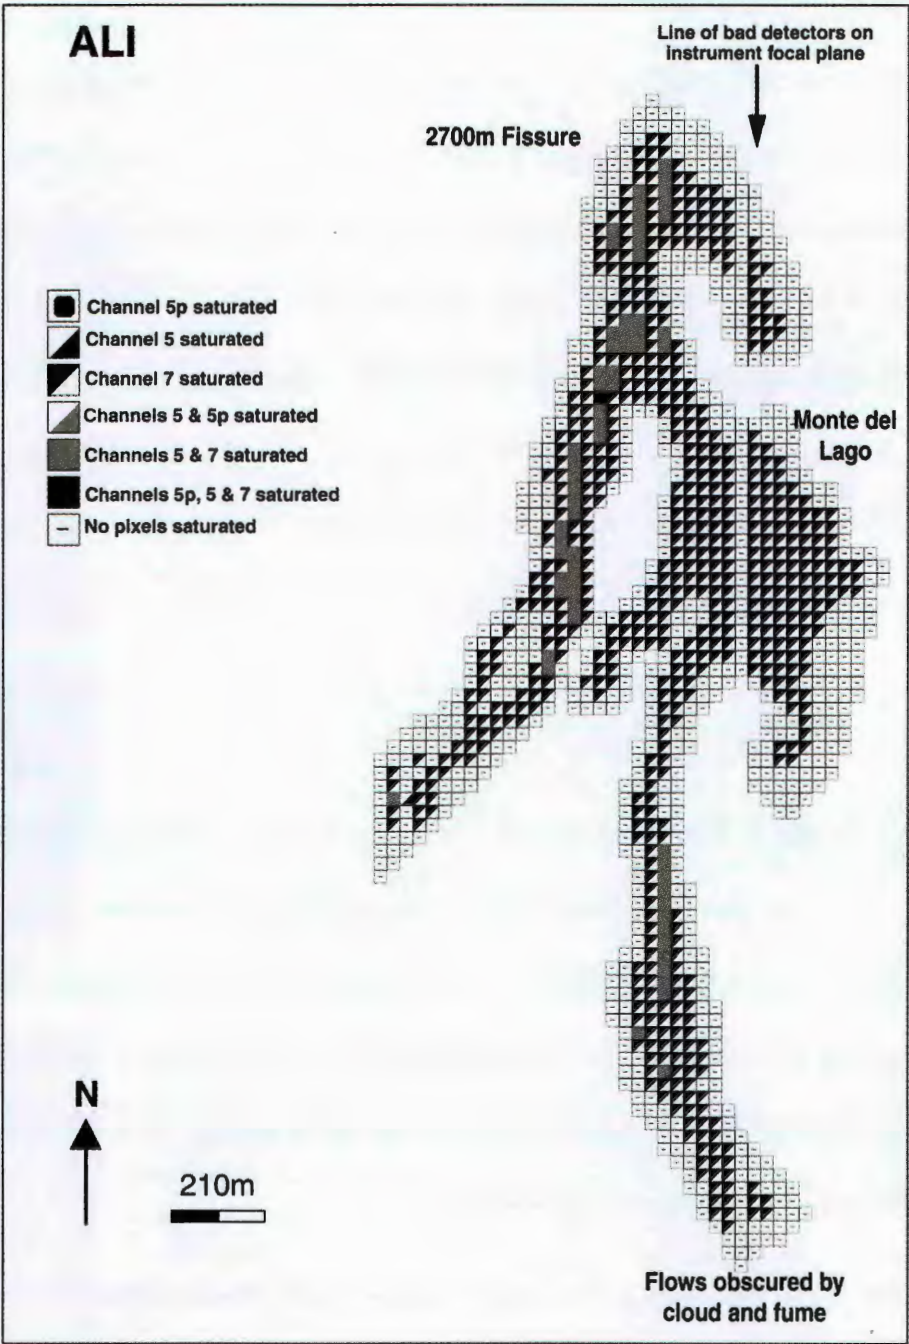 ALI
Line of bad detectors on
instrument focal plane
2700m Fissure
Channel 5p saturated
Channel 5 saturated
Channel 7 saturated
Channels 5 & 5p saturated
Channels 5 & 7 saturated
Channels 5p, 5 & 7 saturated
No pixels saturated
Monte del
Lago
N
210m
Flows obscured by
cloud and fume